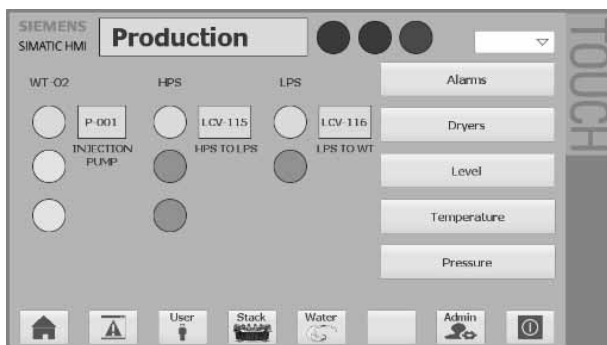 SIEMENS
SIMATIC HMI
Production
TOUCH
WT-02
HPS
LPS
Alarms
P-001
LCV-115
LCV-116
Dryers
INJECTION
PUMP
HPS TO LPS
LPS TO WT
Level
Temperature
Pressure
User
Stack
Water
Admin